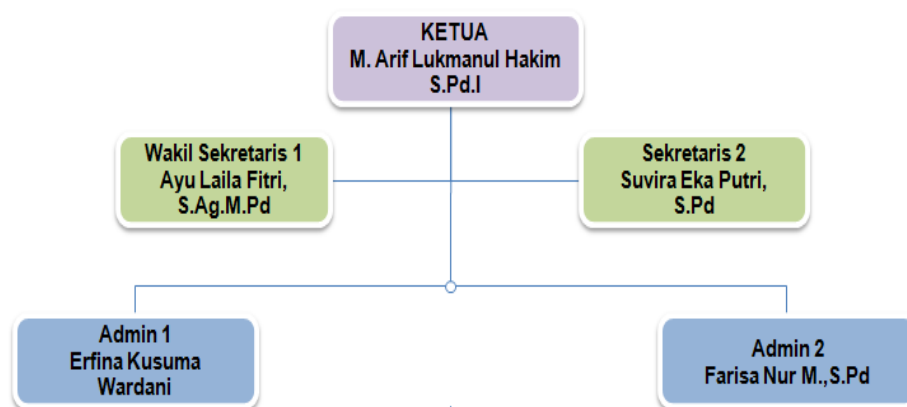 KETUA
M. Arif Lukmanul Hakim
S.Pd.I
Wakil Sekretaris 1
Ayu Laila Fitri,
S.Ag.M.Pd
Sekretaris 2
Suvira Eka Putri,
S.Pd
Admin 1
Erfina Kusuma
Wardani
Admin 2
Farisa Nur M.,S.Pd